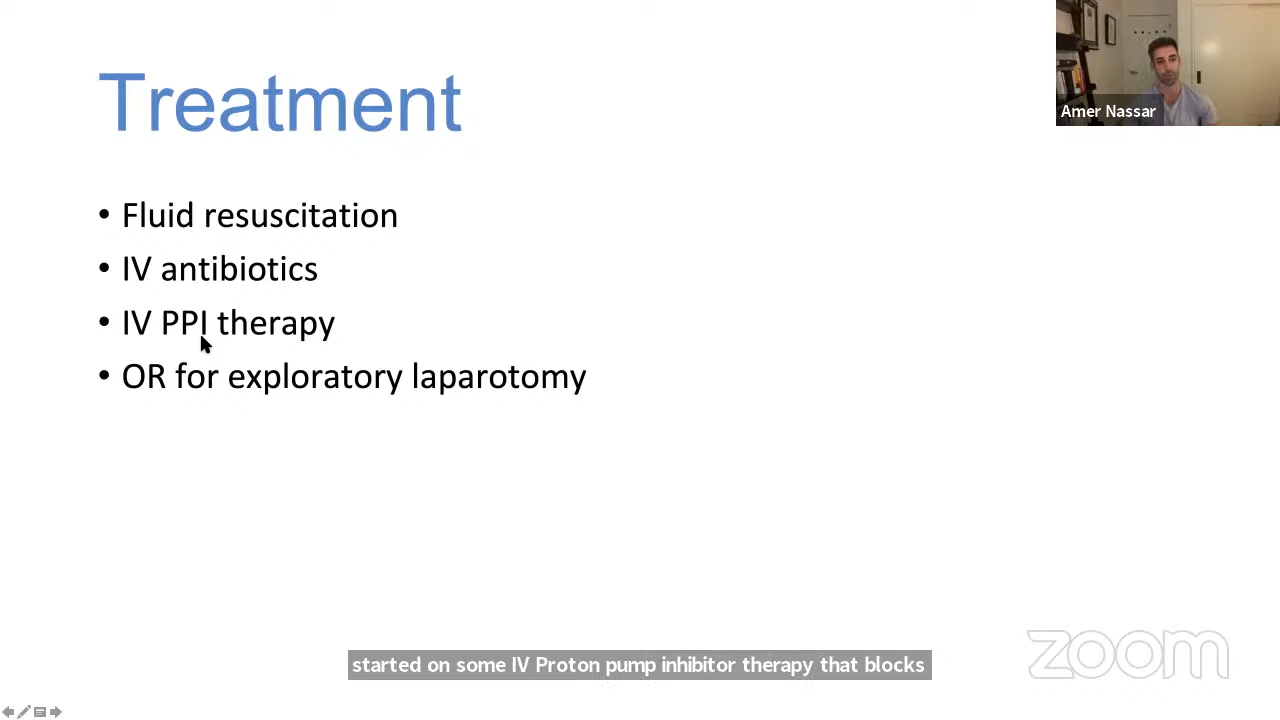 Treatment
Amer Nassar
• Fluid resuscitation
• IV antibiotics
• IV PPI therapy
• OR for exploratory laparotomy
started on some IV Proton pump inhibitor therapy that blocks
zoom